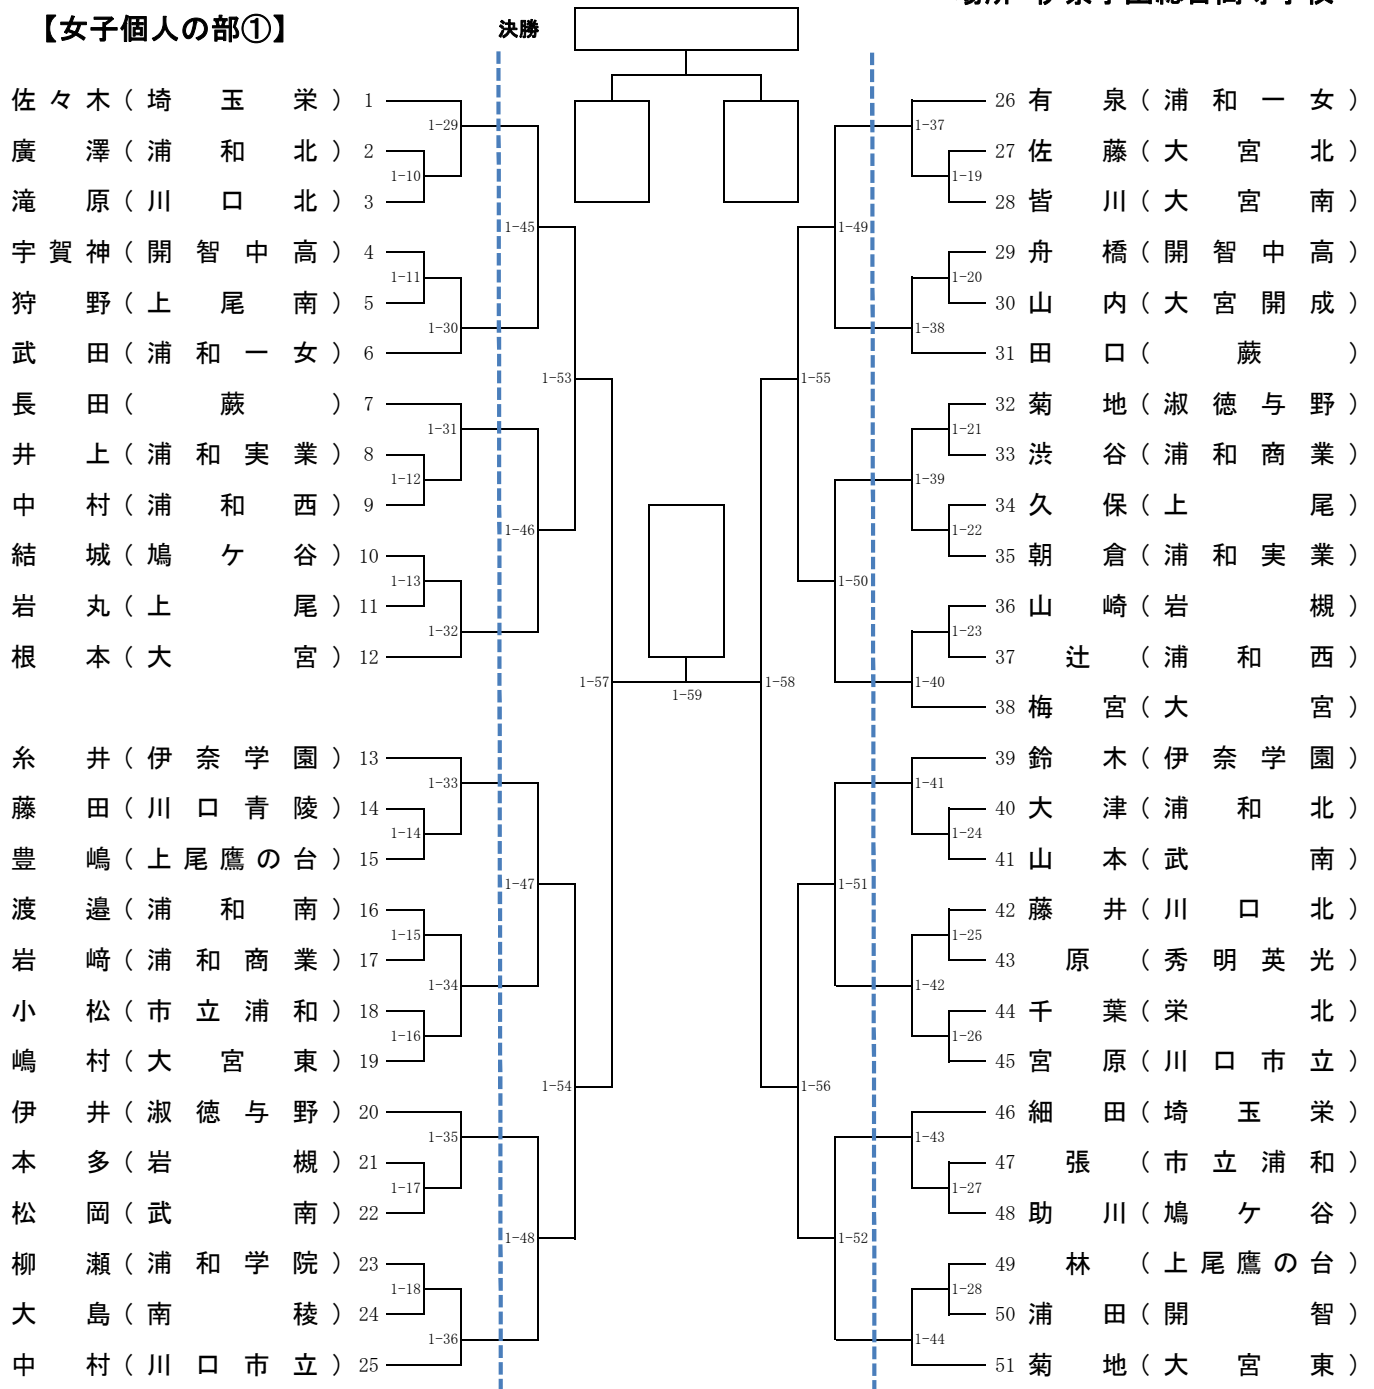 【女子個人の部①】
決勝
佐々木（埼玉栄）1
廣澤（浦和北）2
滝原（川口北）3
宇賀神（開智中高）4
狩野（上尾南）5
武田（浦和一女）6
長田（蕨）7
井上（浦和実業）8
中村（浦和西）9
結城（鳩ケ谷）10
岩丸（上尾）11
根本（大宮）12
糸井（伊奈学園）13
藤田（川口青陵）14
豊嶋（上尾鷹の台）15
渡邉（浦和南）16
岩﨑（浦和商業）17
小松（市立浦和）18
嶋村（大宮東）19
伊井（淑徳与野）20
本多（岩槻）21
松岡（武南）22
柳瀬（浦和学院）23
大島（南稜）24
中村（川口市立）25
1-29
1-10
1-11
1-30
1-31
1-12
1-13
1-32
1-33
1-14
1-15
1-34
1-16
1-35
1-17
1-18
1-36
1-45
1-46
1-47
1-48
1-53
1-54
1-57
1-59
1-58
1-55
1-56
1-49
1-50
1-51
1-52
1-37
1-19
1-20
1-38
1-21
1-39
1-22
1-23
1-40
1-41
1-24
1-25
1-42
1-26
1-43
1-27
1-28
1-44
26 有泉（浦和一女）
27 佐藤（大宮北）
28 皆川（大宮南）
29 舟橋（開智中高）
30 山内（大宮開成）
31 田口（蕨）
32 菊地（淑徳与野）
33 渋谷（浦和商業）
34 久保（上尾）
35 朝倉（浦和実業）
36 山崎（岩槻）
37 辻（浦和西）
38 梅宮（大宮）
39 鈴木（伊奈学園）
40 大津（浦和北）
41 山本（武南）
42 藤井（川口北）
43 原（秀明英光）
44 千葉（栄北）
45 宮原（川口市立）
46 細田（埼玉栄）
47 張（市立浦和）
48 助川（鳩ケ谷）
49 林（上尾鷹の台）
50 浦田（開智）
51 菊地（大宮東）